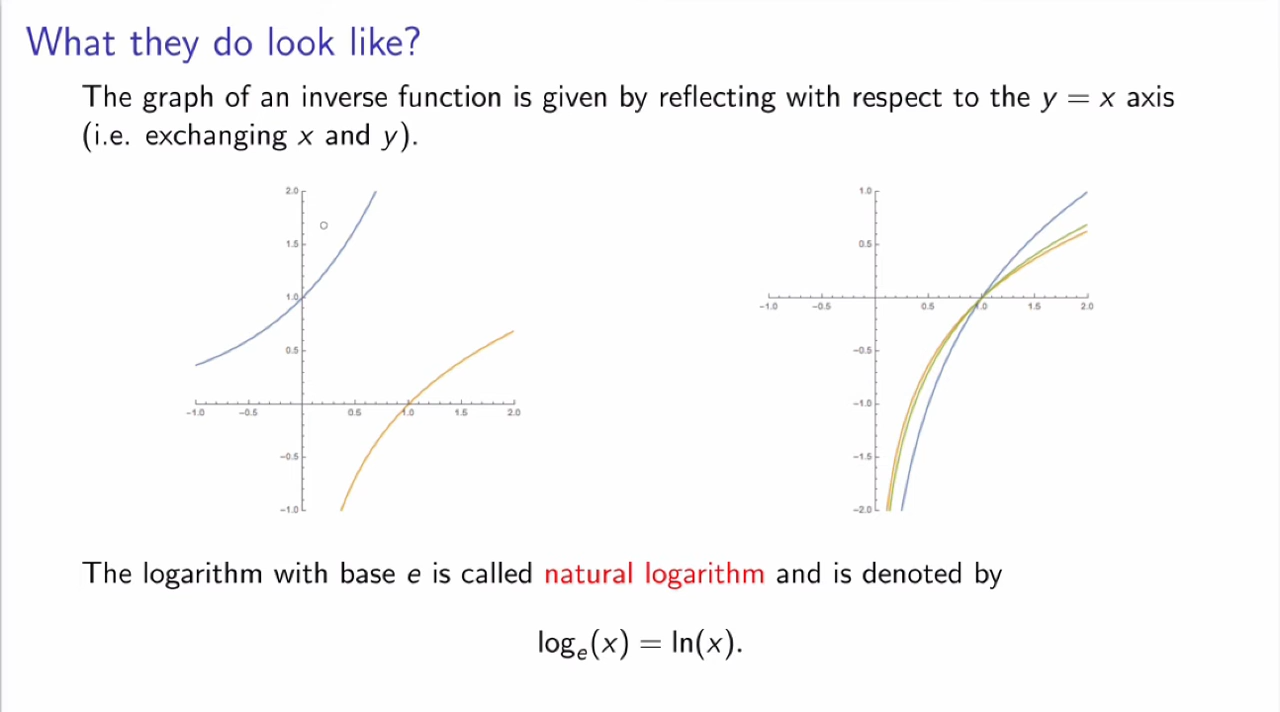 What they do look like?
The graph of an inverse function is given by reflecting with respect to the y = x axis
(i.e. exchanging x and y).
2.0
1.5
1.0
0.5
−1.0 −0.5 0.5 1.0 1.5 2.0
−0.5
−1.0
1.0
0.5
−1.0 −0.5 0.5 1.0 1.5 2.0
−0.5
−1.0
−1.5
−2.0
The logarithm with base e is called natural logarithm and is denoted by
logₑ(x) = ln(x).